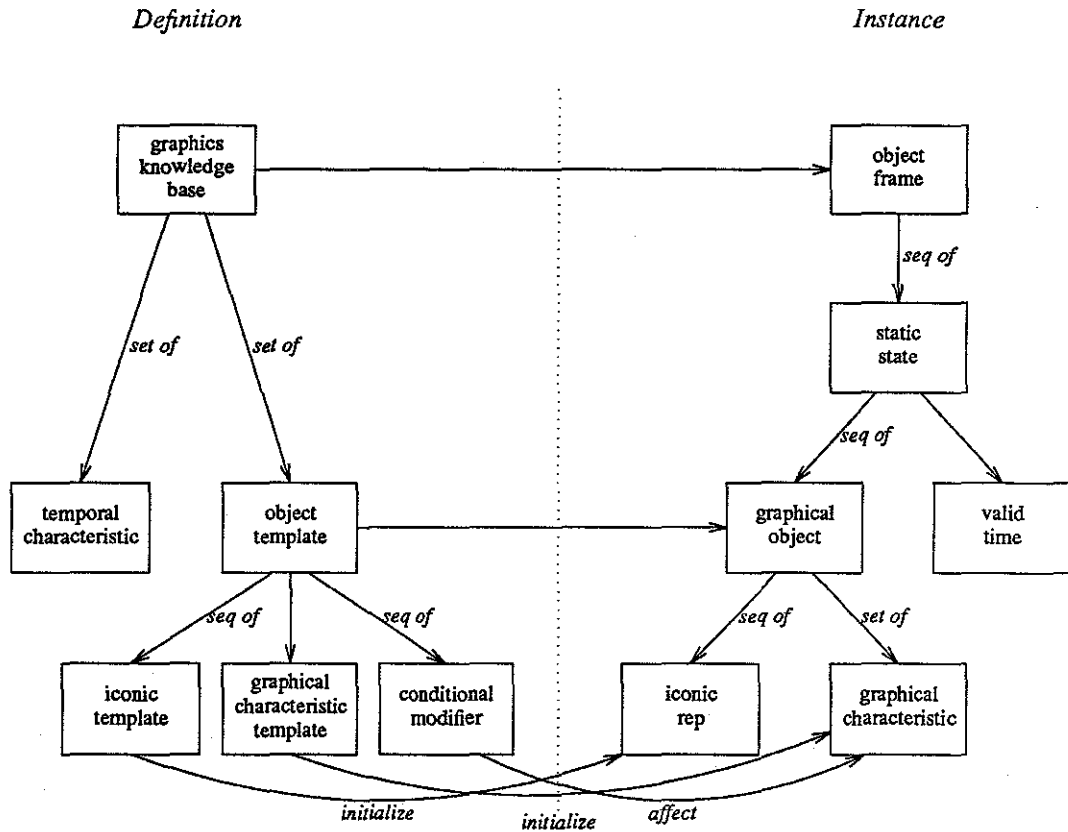 Definition
Instance
graphics
knowledge
base
object
frame
seq of
static
state
set of
set of
seq of
temporal
characteristic
object
template
graphical
object
valid
time
seq of
seq of
seq of
set of
iconic
template
graphical
characteristic
template
conditional
modifier
iconic
rep
graphical
characteristic
initialize
initialize
affect